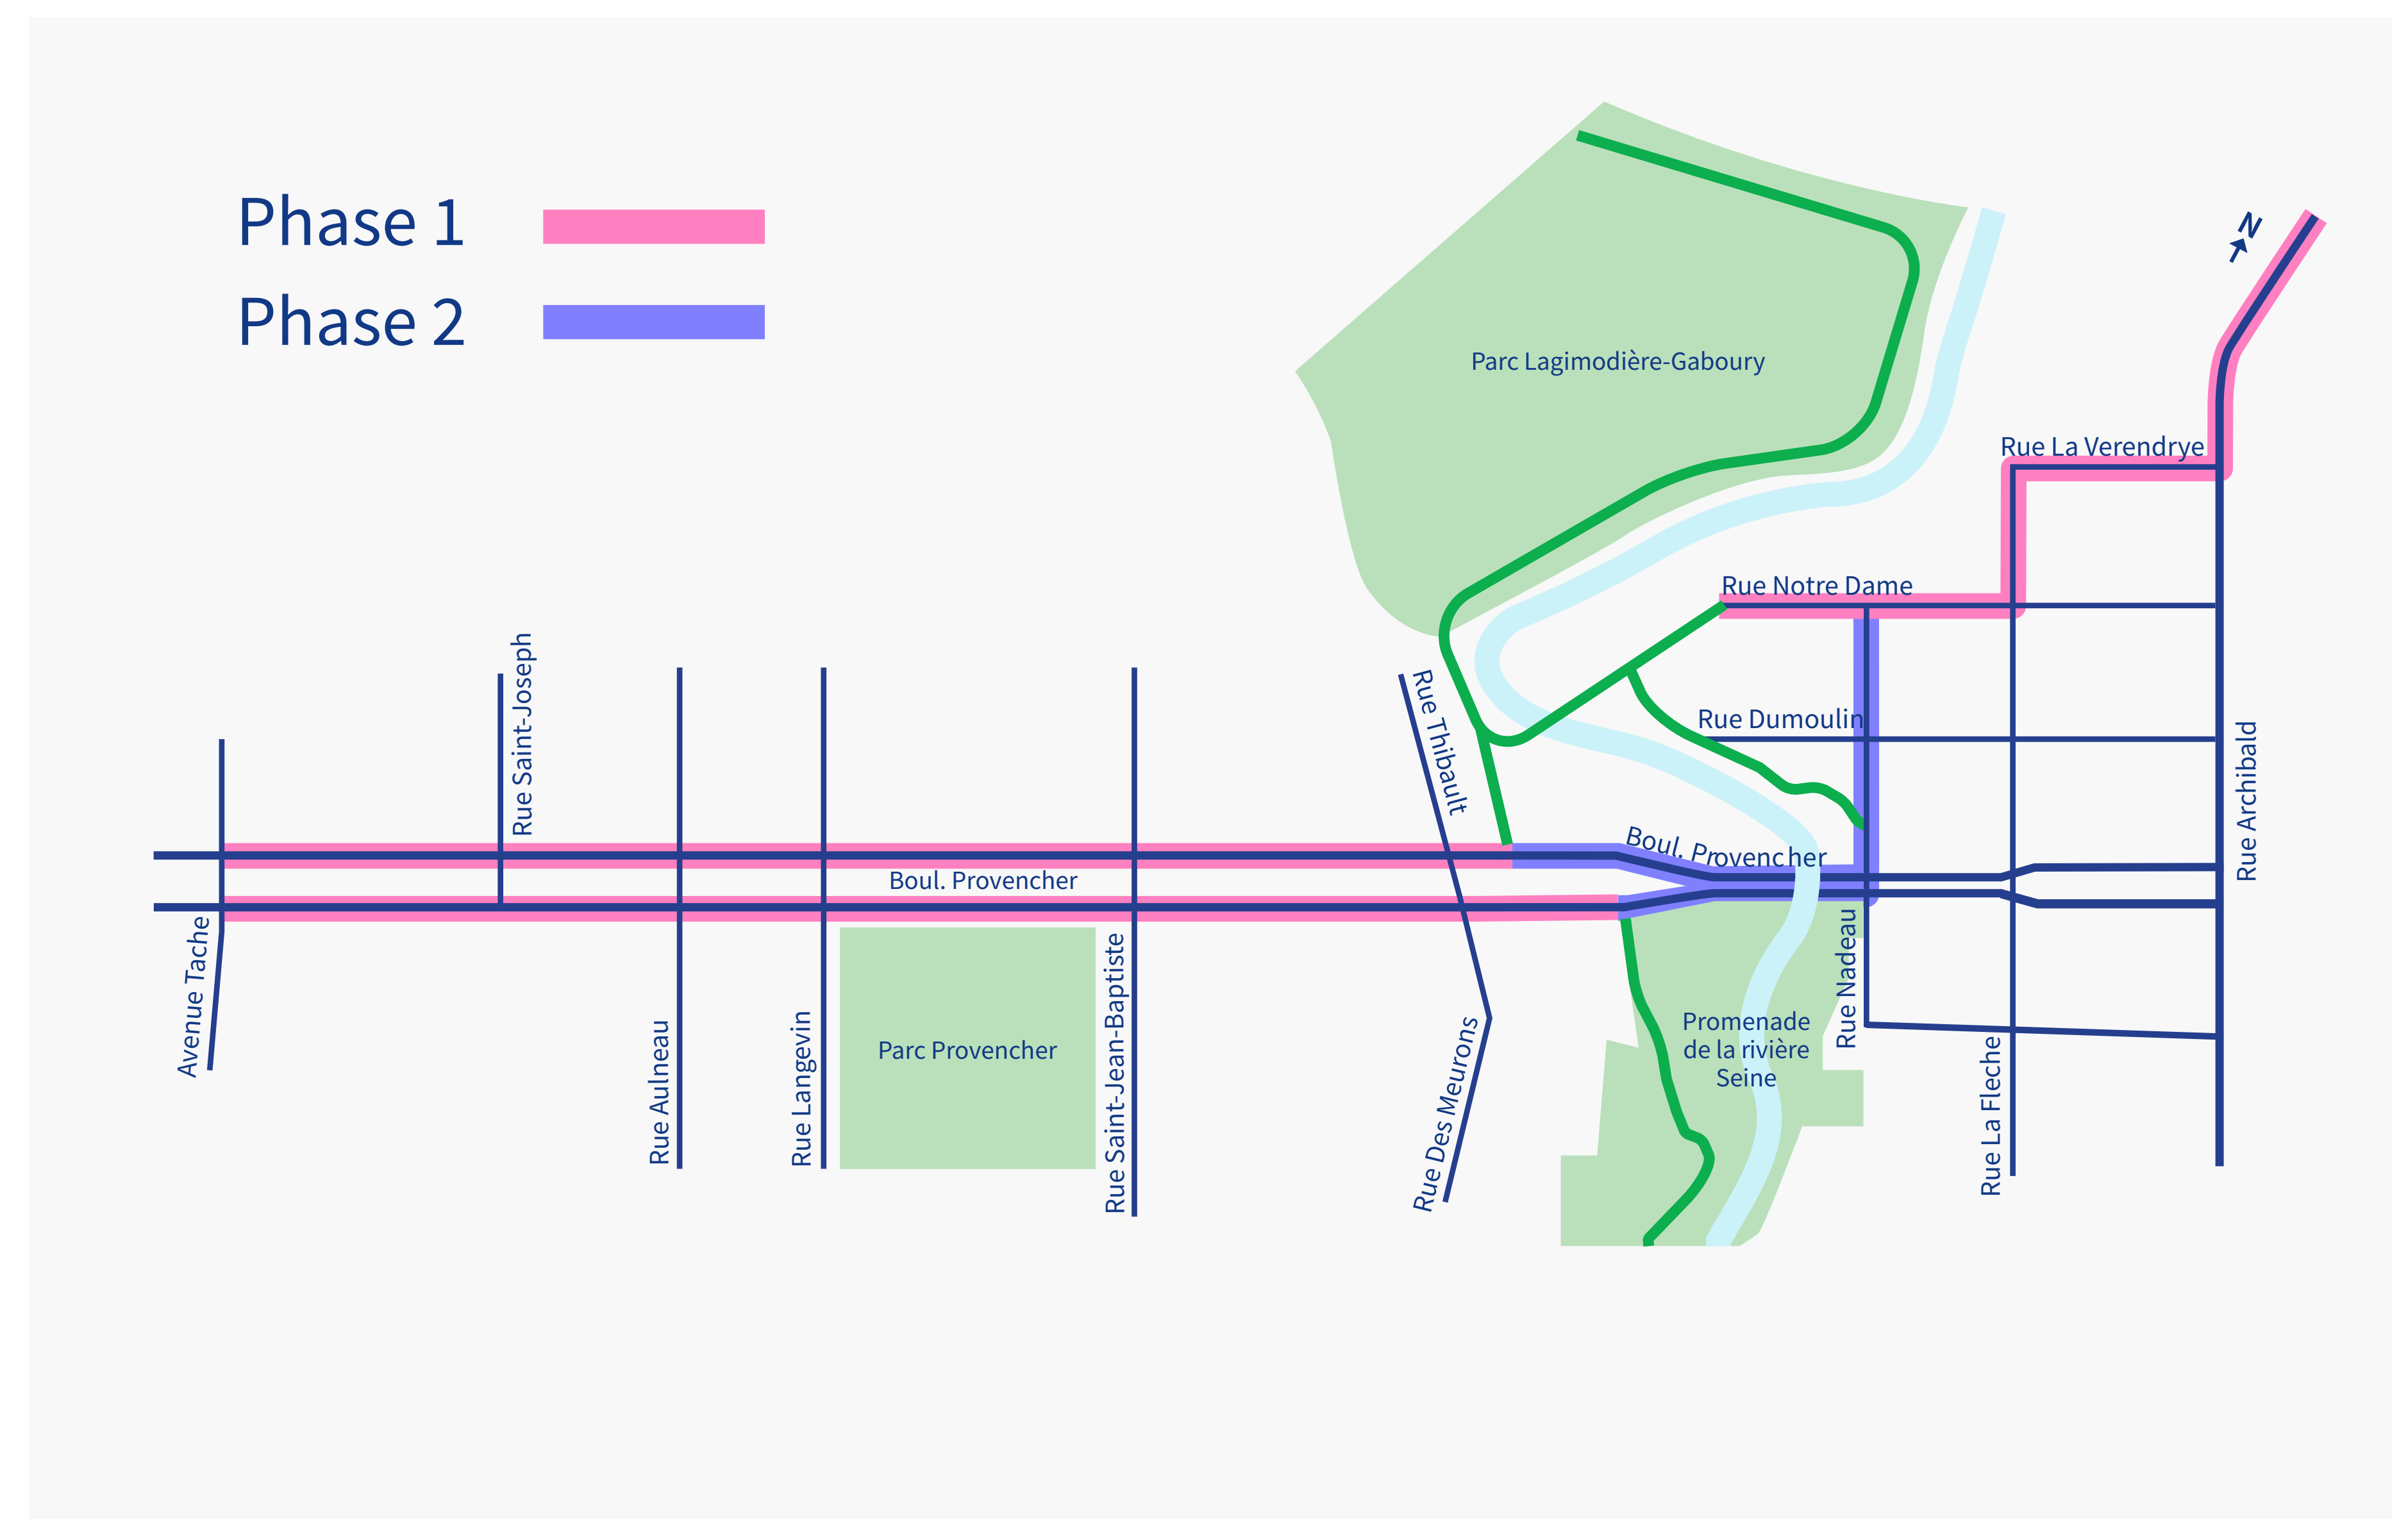 Phase 1
Phase 2
N
Parc Lagimodière-Gaboury
Rue La Verendrye
Rue Notre Dame
Rue Saint-Joseph
Rue Thibault
Rue Dumoulin
Rue Archibald
Boul. Provencher
Boul. Provencher
Avenue Tache
Rue Aulneau
Rue Langevin
Parc Provencher
Rue Saint-Jean-Baptiste
Rue Des Meurons
Promenade
de la rivière
Seine
Rue Nadeau
Rue La Fleche